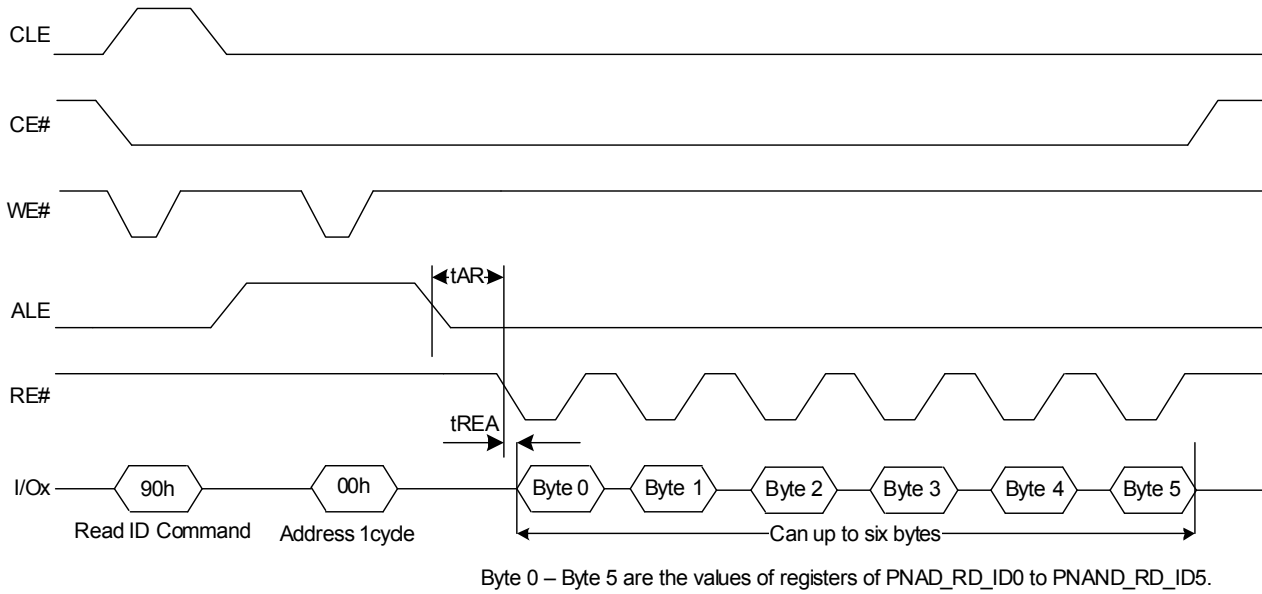 CLE
CE#
WE#
tAR
ALE
RE#
tREA
I/Ox
90h
00h
Byte 0
Byte 1
Byte 2
Byte 3
Byte 4
Byte 5
Read ID Command
Address 1cycle
Can up to six bytes
Byte 0 – Byte 5 are the values of registers of PNAD_RD_ID0 to PNAND_RD_ID5.